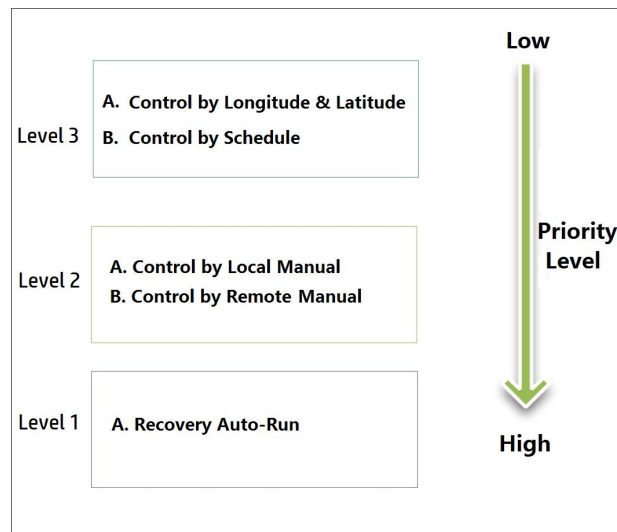 Low
A. Control by Longitude & Latitude
Level 3
B. Control by Schedule
Priority
Level
A. Control by Local Manual
Level 2
B. Control by Remote Manual
Level 1
A. Recovery Auto-Run
High